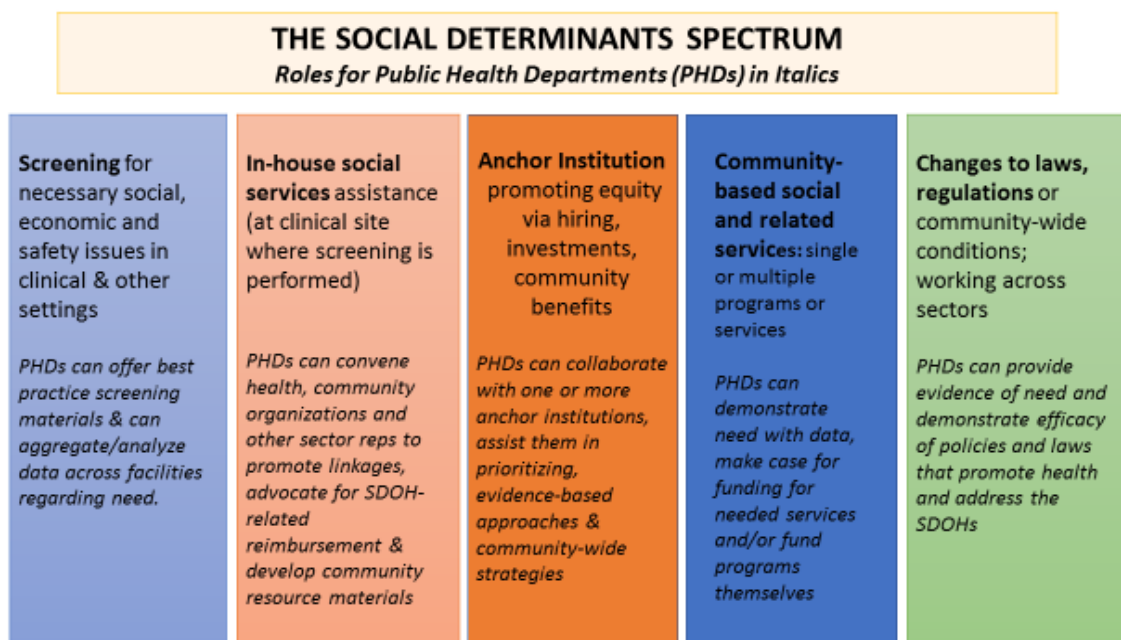 THE SOCIAL DETERMINANTS SPECTRUM
Roles for Public Health Departments (PHDs) in Italics
Screening for
necessary social,
economic and
safety issues in
clinical & other
settings
PHDs can offer best
practice screening
materials & can
aggregate/analyze
data across facilities
regarding need.
In-house social
services assistance
(at clinical site
where screening is
performed)
PHDs can convene
health, community
organizations and
other sector reps to
promote linkages,
advocate for SDOH-
related
reimbursement &
develop community
resource materials
Anchor Institution
promoting equity
via hiring,
investments,
community
benefits
PHDs can collaborate
with one or more
anchor institutions,
assist them in
prioritizing,
evidence-based
approaches &
community-wide
strategies
Community-
based social
and related
services: single
or multiple
programs or
services
PHDs can
demonstrate
need with data,
make case for
funding for
needed services
and/or fund
programs
themselves
Changes to laws,
regulations or
community-wide
conditions;
working across
sectors
PHDs can provide
evidence of need and
demonstrate efficacy
of policies and laws
that promote health
and address the
SDOHs